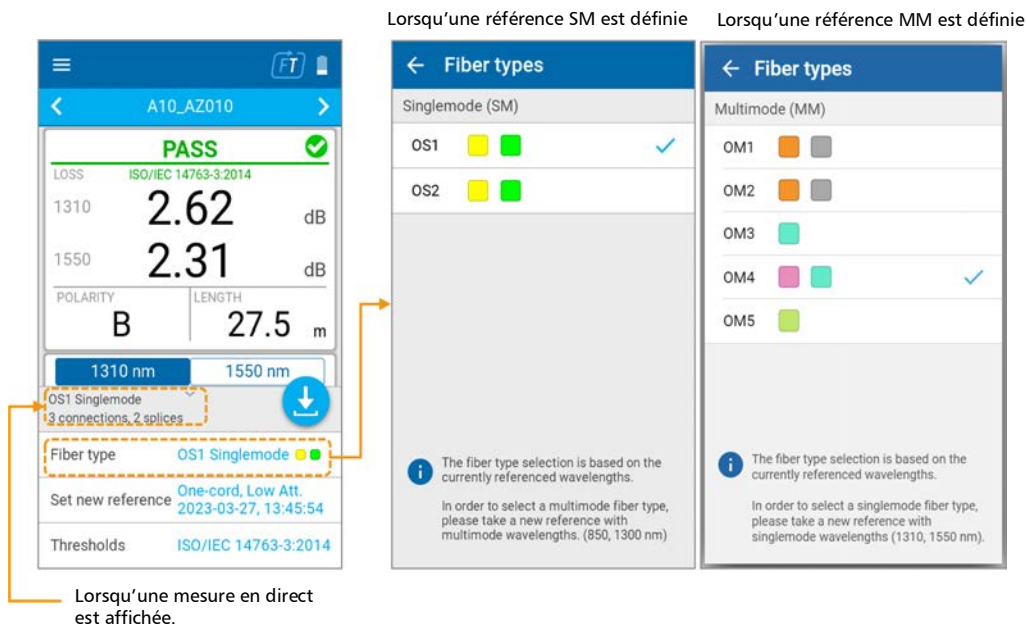 Lorsqu'une référence SM est définie
Lorsqu'une référence MM est définie
FT
A10_AZ010
PASS
LOSS
ISO/IEC 14763-3:2014
1310
2.62
dB
1550
2.31
dB
POLARITY
B
LENGTH
27.5
m
1310 nm
1550 nm
OS1 Singlemode
3 connections, 2 splices
Fiber type
OS1 Singlemode
Set new reference
One-cord, Low Att.
2023-03-27, 13:45:54
Thresholds
ISO/IEC 14763-3:2014
Lorsqu'une mesure en direct
est affichée.
Fiber types
Singlemode (SM)
OS1
OS2
The fiber type selection is based on the
currently referenced wavelengths.
In order to select a multimode fiber type,
please take a new reference with
multimode wavelengths. (850, 1300 nm)
Fiber types
Multimode (MM)
OM1
OM2
OM3
OM4
OM5
The fiber type selection is based on the
currently referenced wavelengths.
In order to select a singlemode fiber type,
please take a new reference with
singlemode wavelengths (1310, 1550 nm).